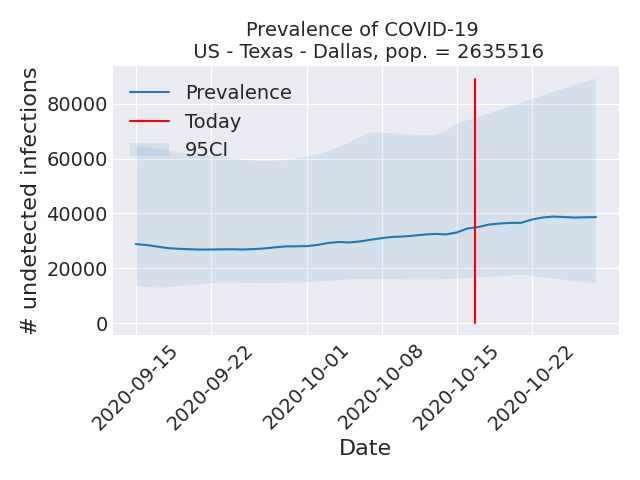 Prevalence of COVID-19
US - Texas - Dallas, pop. = 2635516
# undetected infections
80000
60000
40000
20000
0
Prevalence
Today
95CI
2020-09-15
2020-09-22
2020-10-01
2020-10-08
2020-10-15
2020-10-22
Date